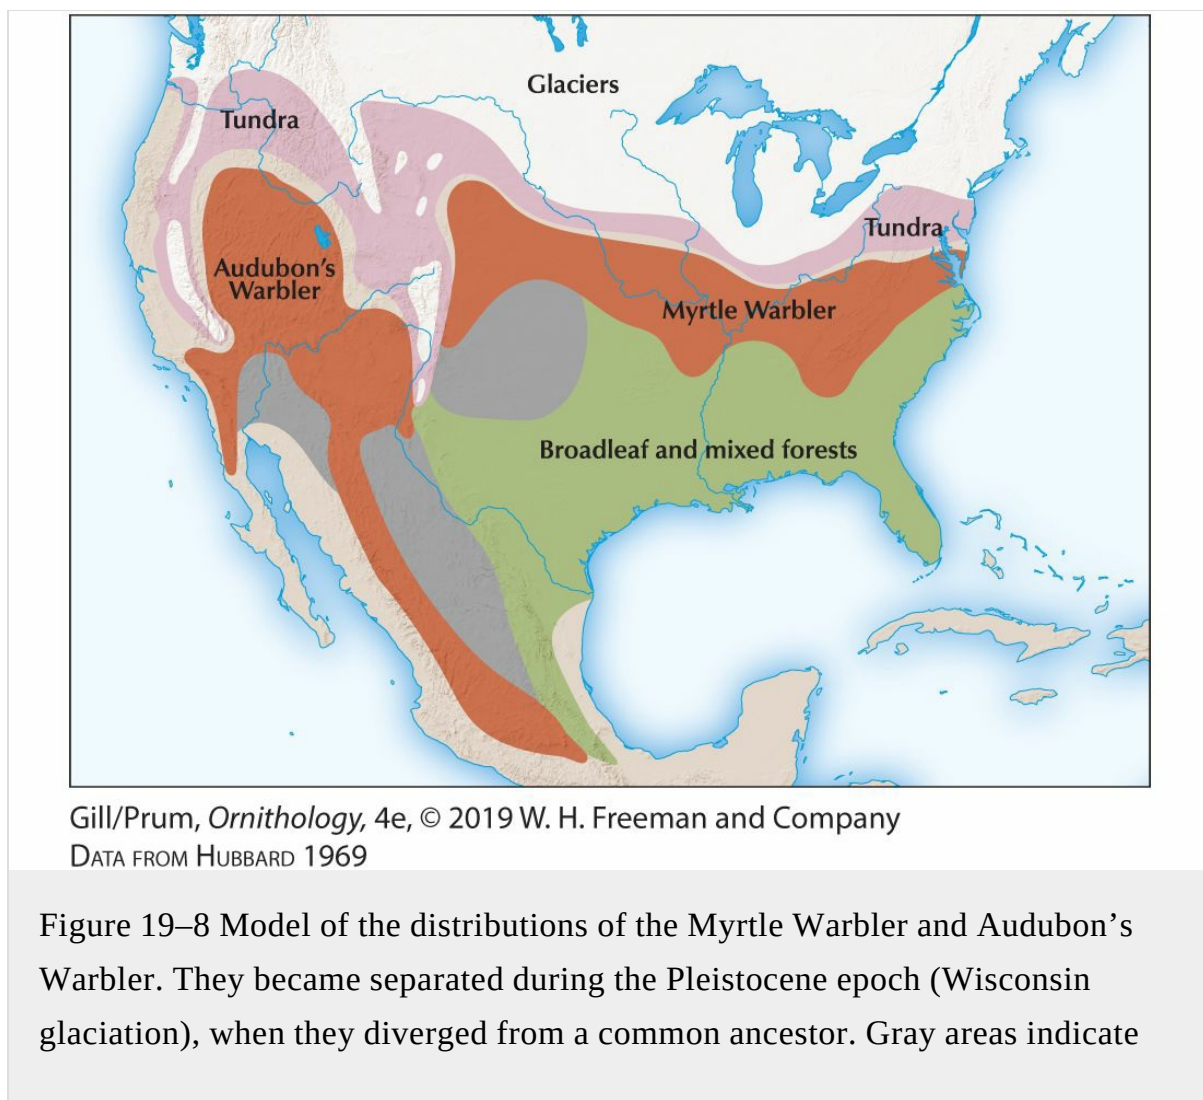 Glaciers
Tundra
Tundra
Audubon's
Warbler
Myrtle Warbler
Broadleaf and mixed forests
Gill/Prum, Ornithology, 4e, © 2019 W. H. Freeman and Company
DATA FROM HUBBARD 1969
Figure 19–8 Model of the distributions of the Myrtle Warbler and Audubon’s
Warbler. They became separated during the Pleistocene epoch (Wisconsin
glaciation), when they diverged from a common ancestor. Gray areas indicate